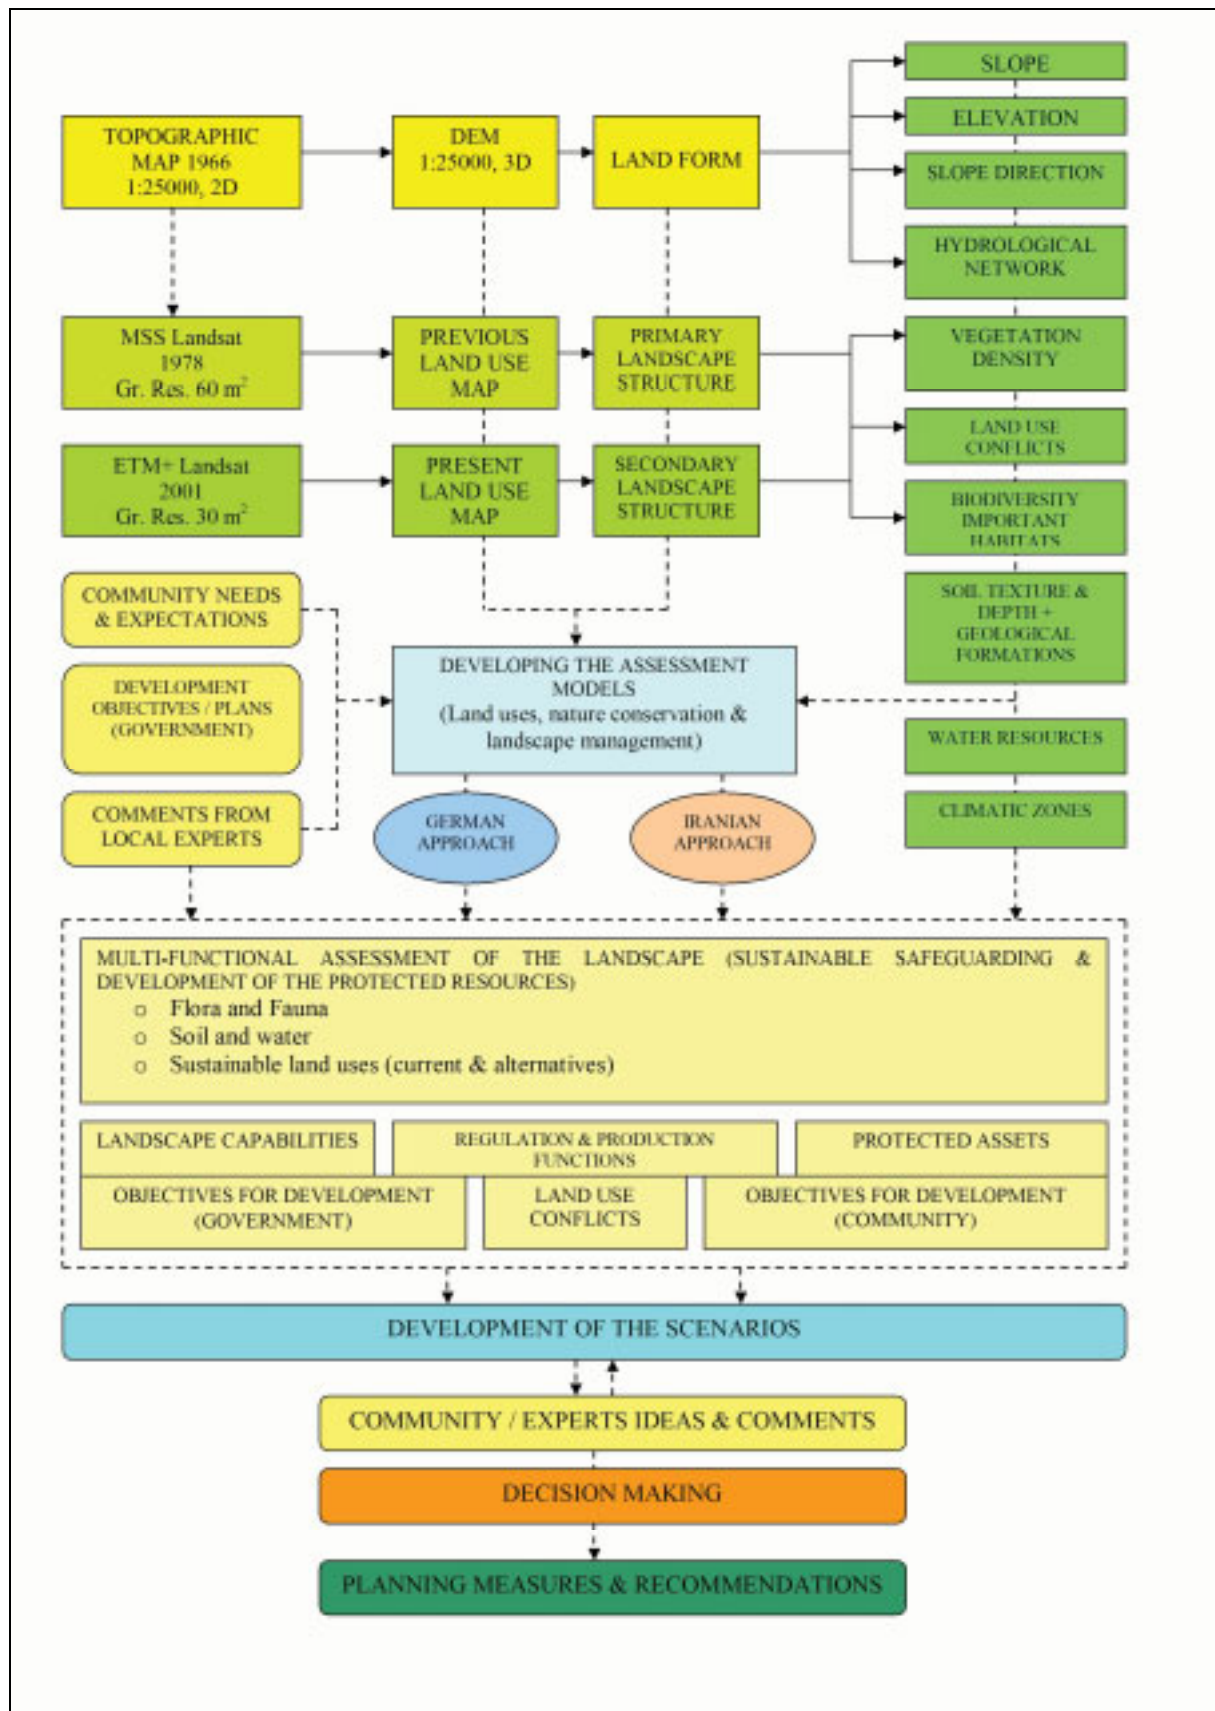 SLOPE
ELEVATION
SLOPE DIRECTION
HYDROLOGICAL
NETWORK
TOPOGRAPHIC
MAP 1966
1:25000, 2D
DEM
1:25000, 3D
LAND FORM
MSS Landsat
1978
Gr. Res. 60 m²
PREVIOUS
LAND USE
MAP
PRIMARY
LANDSCAPE
STRUCTURE
VEGETATION
DENSITY
LAND USE
CONFLICTS
ETM+ Landsat
2001
Gr. Res. 30 m²
PRESENT
LAND USE
MAP
SECONDARY
LANDSCAPE
STRUCTURE
BIODIVERSITY
IMPORTANT
HABITATS
COMMUNITY NEEDS
& EXPECTATIONS
SOIL TEXTURE &
DEPTH +
GEOLOGICAL
FORMATIONS
DEVELOPMENT
OBJECTIVES / PLANS
(GOVERNMENT)
DEVELOPING THE ASSESSMENT
MODELS
(Land uses, nature conservation &
landscape management)
WATER RESOURCES
COMMENTS FROM
LOCAL EXPERTS
GERMAN
APPROACH
IRANIAN
APPROACH
CLIMATIC ZONES
MULTI-FUNCTIONAL ASSESSMENT OF THE LANDSCAPE (SUSTAINABLE SAFEGUARDING &
DEVELOPMENT OF THE PROTECTED RESOURCES)
o Flora and Fauna
o Soil and water
o Sustainable land uses (current & alternatives)
LANDSCAPE CAPABILITIES
REGULATION & PRODUCTION
FUNCTIONS
PROTECTED ASSETS
OBJECTIVES FOR DEVELOPMENT
(GOVERNMENT)
LAND USE
CONFLICTS
OBJECTIVES FOR DEVELOPMENT
(COMMUNITY)
DEVELOPMENT OF THE SCENARIOS
COMMUNITY / EXPERTS IDEAS & COMMENTS
DECISION MAKING
PLANNING MEASURES & RECOMMENDATIONS